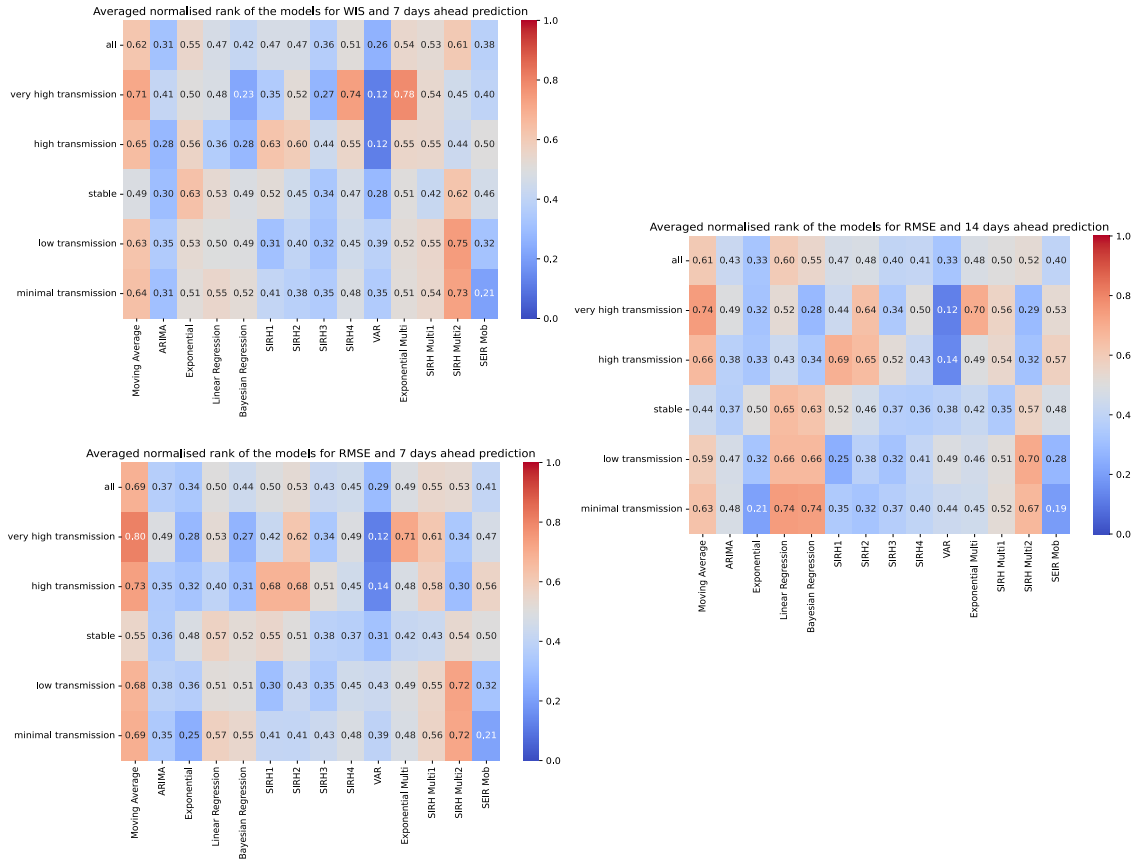 Averaged normalised rank of the models for WIS and 7 days ahead prediction
all 0.62 0.31 0.55 0.47 0.42 0.47 0.47 0.36 0.51 0.26 0.54 0.53 0.61 0.38
very high transmission 0.71 0.41 0.50 0.48 0.23 0.35 0.52 0.27 0.74 0.12 0.78 0.54 0.45 0.40
high transmission 0.65 0.28 0.56 0.36 0.28 0.63 0.60 0.44 0.55 0.12 0.55 0.55 0.44 0.50
stable 0.49 0.30 0.63 0.53 0.49 0.52 0.45 0.34 0.47 0.28 0.51 0.42 0.62 0.46
low transmission 0.63 0.35 0.53 0.50 0.49 0.31 0.40 0.32 0.45 0.39 0.52 0.55 0.75 0.32
minimal transmission 0.64 0.31 0.51 0.55 0.52 0.41 0.38 0.35 0.48 0.35 0.51 0.54 0.73 0.21
Moving Average
ARIMA
Exponential
Linear Regression
Bayesian Regression
SIRH1
SIRH2
SIRH3
SIRH4
VAR
Exponential Multi
SIRH Multi1
SIRH Multi2
SEIR Mob
1.0
0.8
0.6
0.4
0.2
0.0
Averaged normalised rank of the models for RMSE and 7 days ahead prediction
all 0.69 0.37 0.34 0.50 0.44 0.50 0.53 0.43 0.45 0.29 0.49 0.55 0.53 0.41
very high transmission 0.80 0.49 0.28 0.53 0.27 0.42 0.62 0.34 0.49 0.12 0.71 0.61 0.34 0.47
high transmission 0.73 0.35 0.32 0.40 0.31 0.68 0.68 0.51 0.45 0.14 0.48 0.58 0.30 0.56
stable 0.55 0.36 0.48 0.57 0.52 0.55 0.51 0.38 0.37 0.31 0.42 0.43 0.54 0.50
low transmission 0.68 0.38 0.36 0.51 0.51 0.30 0.43 0.35 0.45 0.43 0.49 0.55 0.72 0.32
minimal transmission 0.69 0.35 0.25 0.57 0.55 0.41 0.41 0.43 0.48 0.39 0.48 0.56 0.72 0.21
Moving Average
ARIMA
Exponential
Linear Regression
Bayesian Regression
SIRH1
SIRH2
SIRH3
SIRH4
VAR
Exponential Multi
SIRH Multi1
SIRH Multi2
SEIR Mob
1.0
0.8
0.6
0.4
0.2
0.0
Averaged normalised rank of the models for RMSE and 14 days ahead prediction
all 0.61 0.43 0.33 0.60 0.55 0.47 0.48 0.40 0.41 0.33 0.48 0.50 0.52 0.40
very high transmission 0.74 0.49 0.32 0.52 0.28 0.44 0.64 0.34 0.50 0.12 0.70 0.56 0.29 0.53
high transmission 0.66 0.38 0.33 0.43 0.34 0.69 0.65 0.52 0.43 0.14 0.49 0.54 0.32 0.57
stable 0.44 0.37 0.50 0.65 0.63 0.52 0.46 0.37 0.36 0.38 0.42 0.35 0.57 0.48
low transmission 0.59 0.47 0.32 0.66 0.66 0.25 0.38 0.32 0.41 0.49 0.46 0.51 0.70 0.28
minimal transmission 0.63 0.48 0.21 0.74 0.74 0.35 0.32 0.37 0.40 0.44 0.45 0.52 0.67 0.19
Moving Average
ARIMA
Exponential
Linear Regression
Bayesian Regression
SIRH1
SIRH2
SIRH3
SIRH4
VAR
Exponential Multi
SIRH Multi1
SIRH Multi2
SEIR Mob
1.0
0.8
0.6
0.4
0.2
0.0